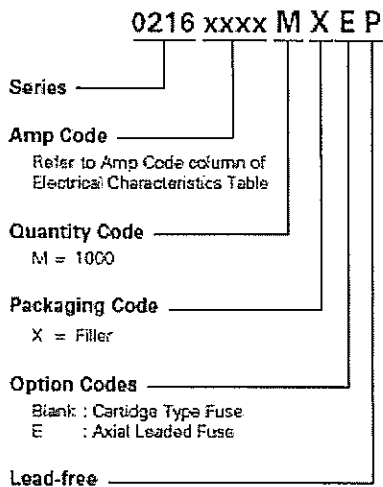 0216 xxxx M X E P
Series
Amp Code
Refer to Amp Code column of
Electrical Characteristics Table
Quantity Code
M = 1000
Packaging Code
X = Filler
Option Codes
Blank : Cartidge Type Fuse
E : Axial Leaded Fuse
Lead-free